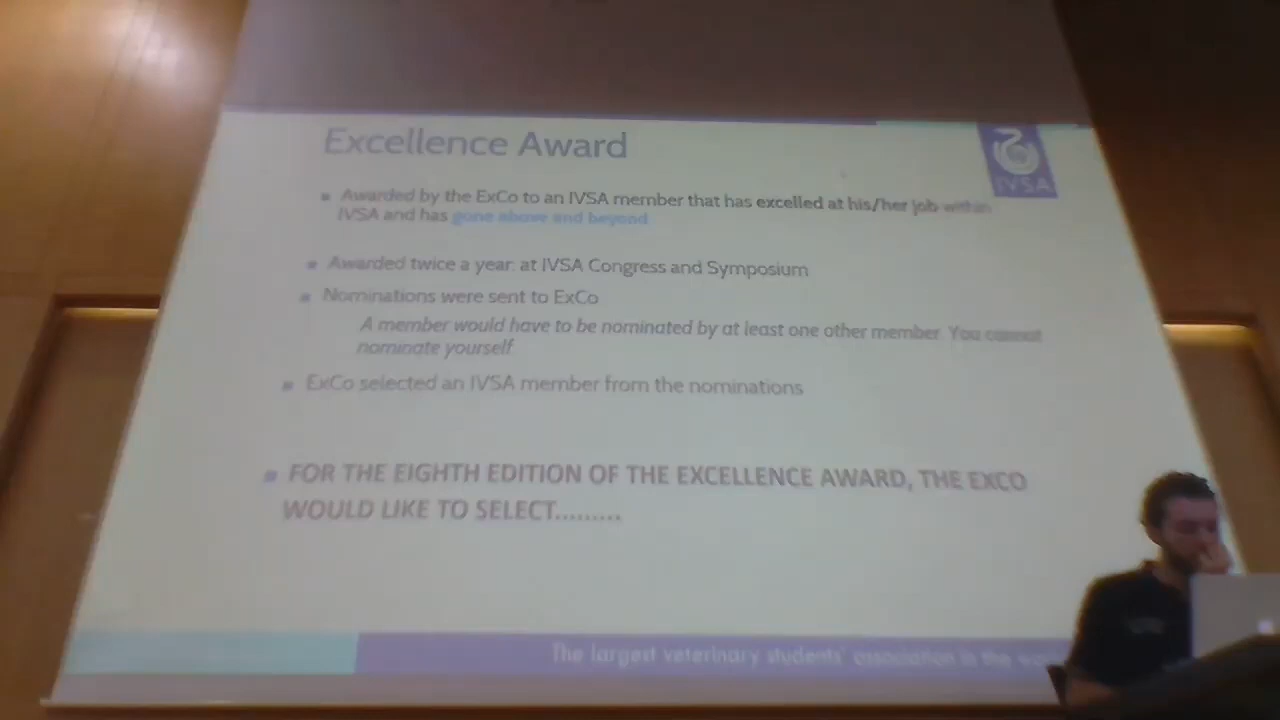 Excellence Award
IVSA
Awarded by the ExCo to an IVSA member that has excelled at his/her job within
IVSA and has gone above and beyond
Awarded twice a year: at IVSA Congress and Symposium
Nominations were sent to ExCo
A member would have to be nominated by at least one other member. You cannot
nominate yourself
ExCo selected an IVSA member from the nominations
FOR THE EIGHTH EDITION OF THE EXCELLENCE AWARD, THE EXCO
WOULD LIKE TO SELECT.........
The largest veterinary students' association in the